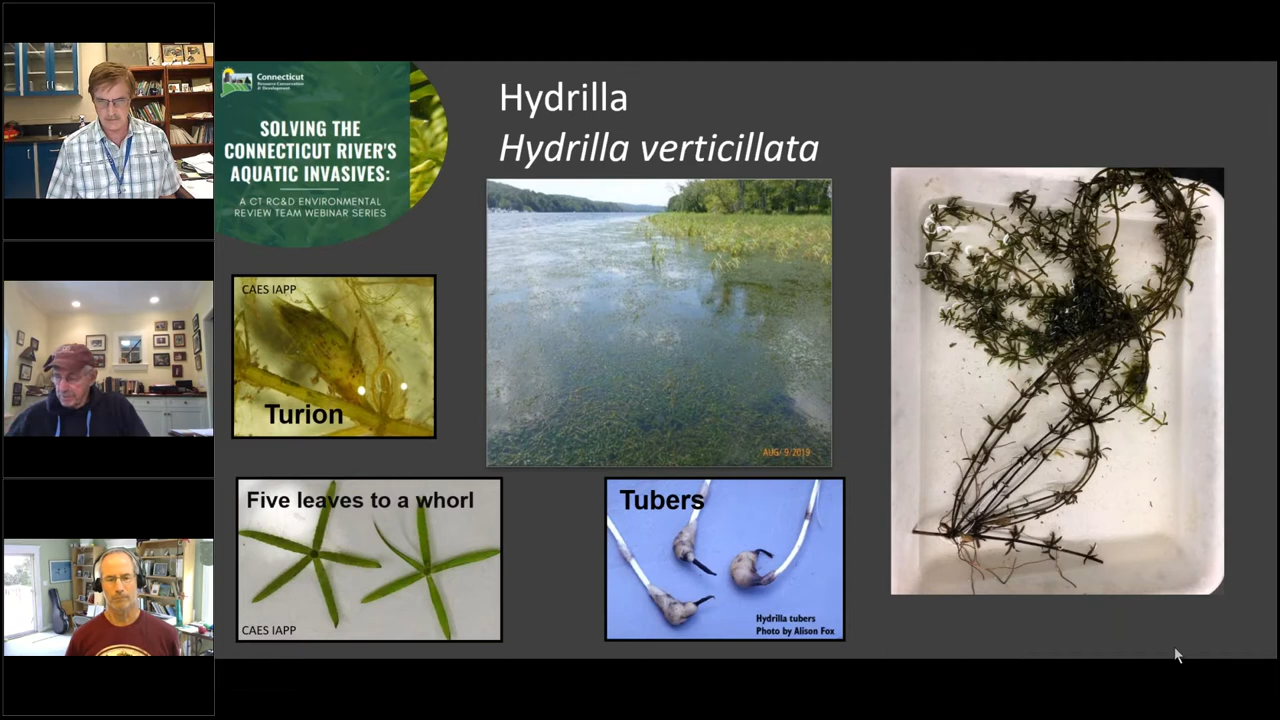 Connecticut
Resource Conservation
& Development
SOLVING THE
CONNECTICUT RIVER'S
AQUATIC INVASIVES:
A CT RC&D ENVIRONMENTAL
REVIEW TEAM WEBINAR SERIES
Hydrilla
Hydrilla verticillata
CAES IAPP
Turion
AUG 9 2019
Five leaves to a whorl
CAES IAPP
Tubers
Hydrilla tubers
Photo by Alison Fox